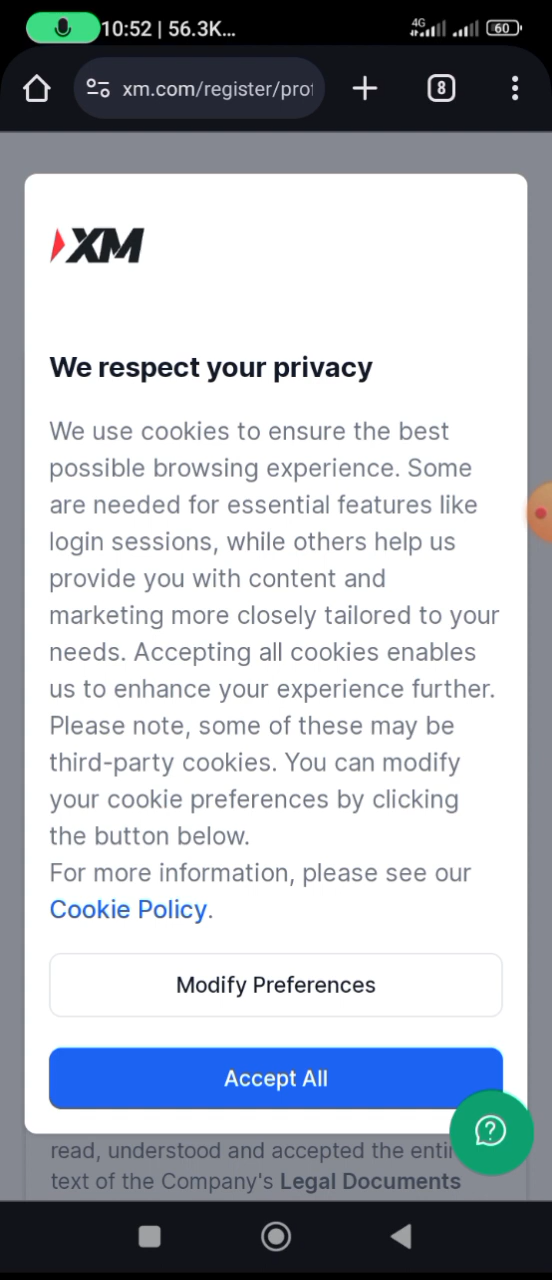 10:52 | 56.3K...
4G
60
xm.com/register/prof
8
XM
We respect your privacy
We use cookies to ensure the best
possible browsing experience. Some
are needed for essential features like
login sessions, while others help us
provide you with content and
marketing more closely tailored to your
needs. Accepting all cookies enables
us to enhance your experience further.
Please note, some of these may be
third-party cookies. You can modify
your cookie preferences by clicking
the button below.
For more information, please see our
Cookie Policy.
Modify Preferences
Accept All
read, understood and accepted the entir
text of the Company's Legal Documents